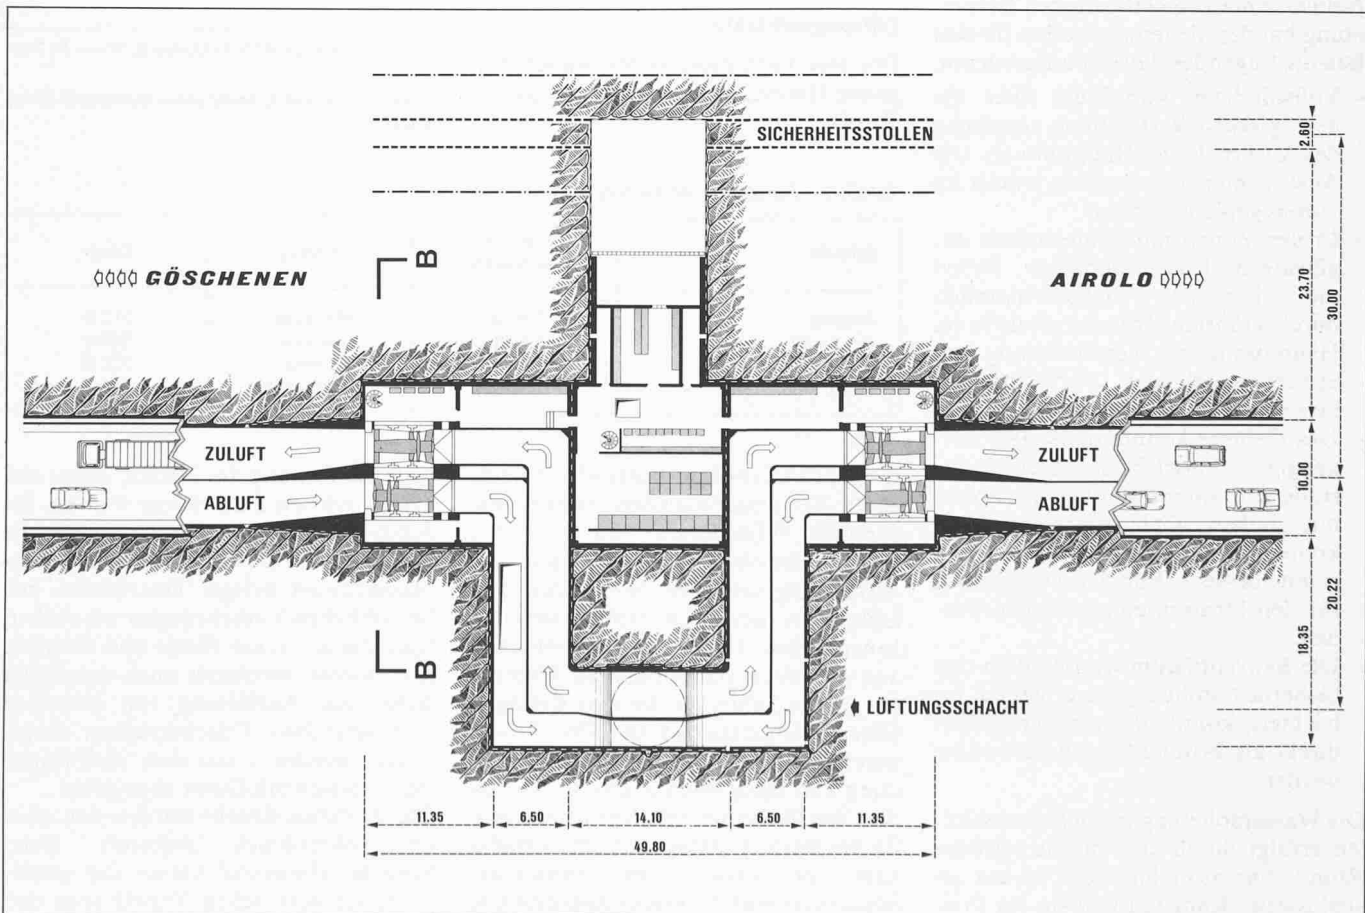 SICHERHEITSSTOLLEN
2.60
B
GÖSCHENEN
AIROLO
23.70
30.00
ZULUFT
ZULUFT
ABLUFT
ABLUFT
10.00
20.22
18.35
B
LÜFTUNGSSCHACHT
11.35 6.50 14.10 6.50 11.35
49.80